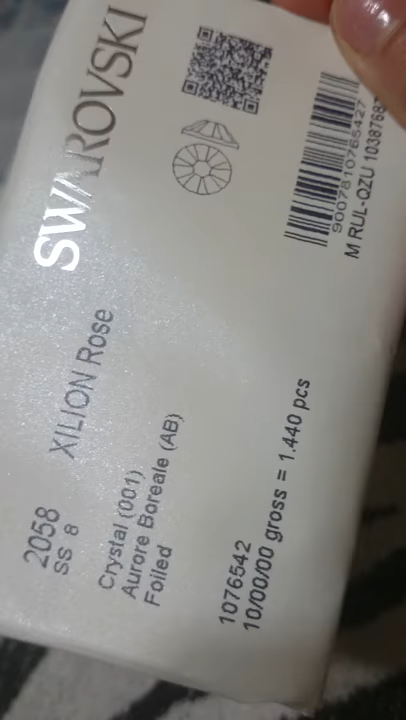 SWAROVSKI
2058 XILION Rose
SS 8
Crystal (001)
Aurore Boreale (AB)
Foiled
1076542
10/00/00 gross = 1.440 pcs
9007810765427
M RUL-QZU